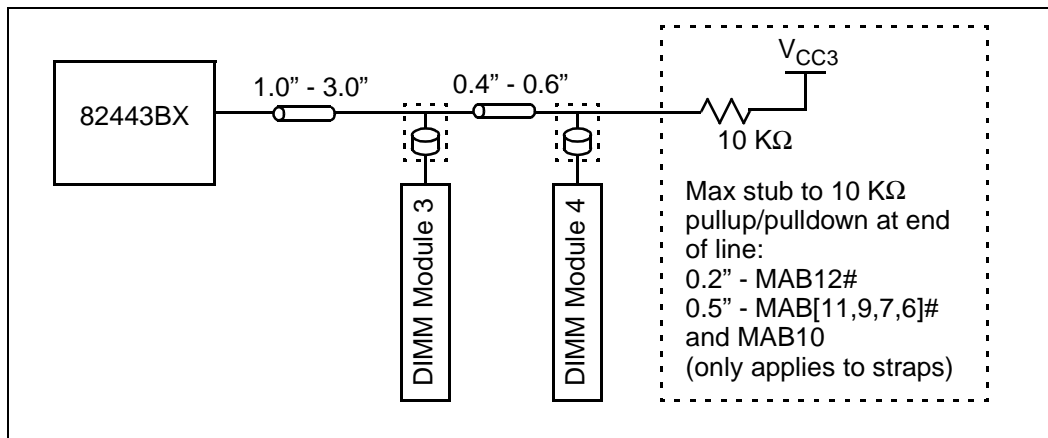 V_CC3
1.0” - 3.0”
0.4” - 0.6”
82443BX
10 KΩ
DIMM Module 3
DIMM Module 4
Max stub to 10 KΩ
pullup/pulldown at end
of line:
0.2” - MAB12#
0.5” - MAB[11,9,7,6]#
and MAB10
(only applies to straps)